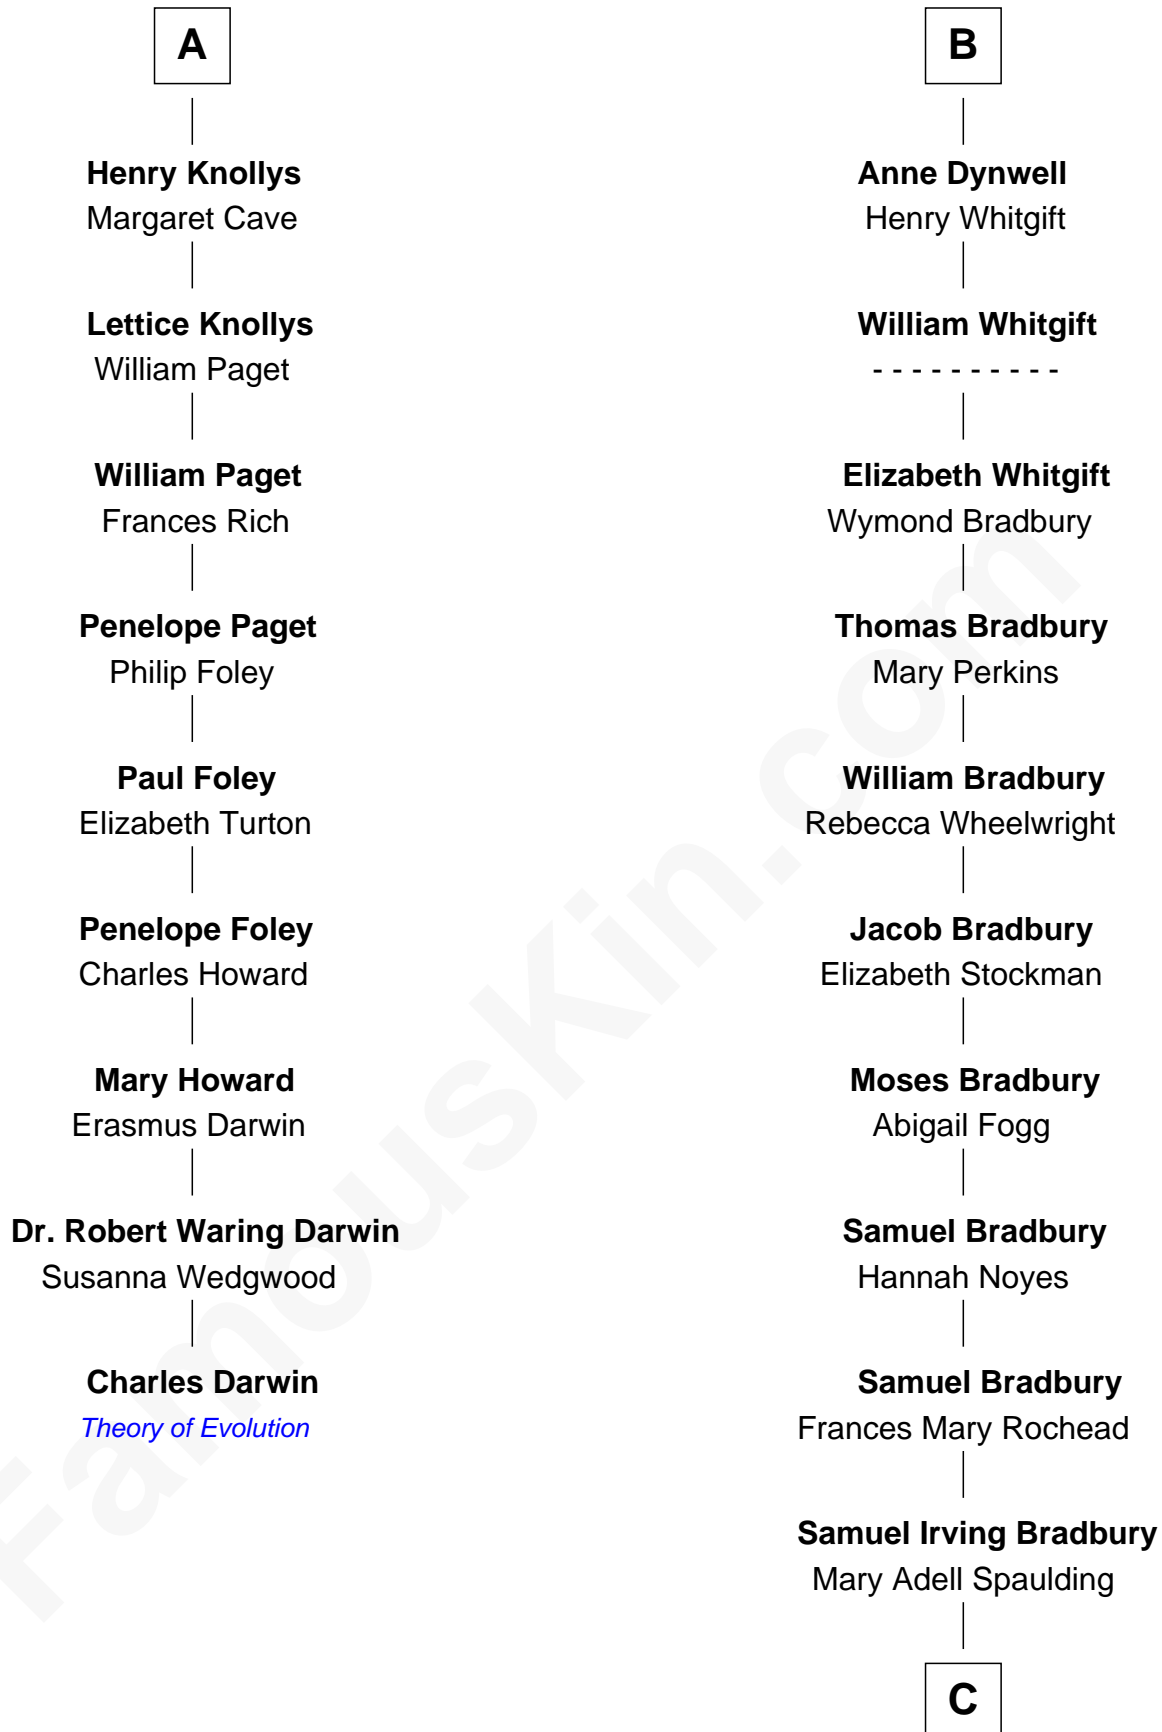 A
Henry Knollys
Margaret Cave
Lettice Knollys
William Paget
William Paget
Frances Rich
Penelope Paget
Philip Foley
Paul Foley
Elizabeth Turton
Penelope Foley
Charles Howard
Mary Howard
Erasmus Darwin
Dr. Robert Waring Darwin
Susanna Wedgwood
Charles Darwin
Theory of Evolution
B
Anne Dynwell
Henry Whitgift
William Whitgift
- - - - - - - - - -
Elizabeth Whitgift
Wymond Bradbury
Thomas Bradbury
Mary Perkins
William Bradbury
Rebecca Wheelwright
Jacob Bradbury
Elizabeth Stockman
Moses Bradbury
Abigail Fogg
Samuel Bradbury
Hannah Noyes
Samuel Bradbury
Frances Mary Rochead
Samuel Irving Bradbury
Mary Adell Spaulding
C
FamousKin.com